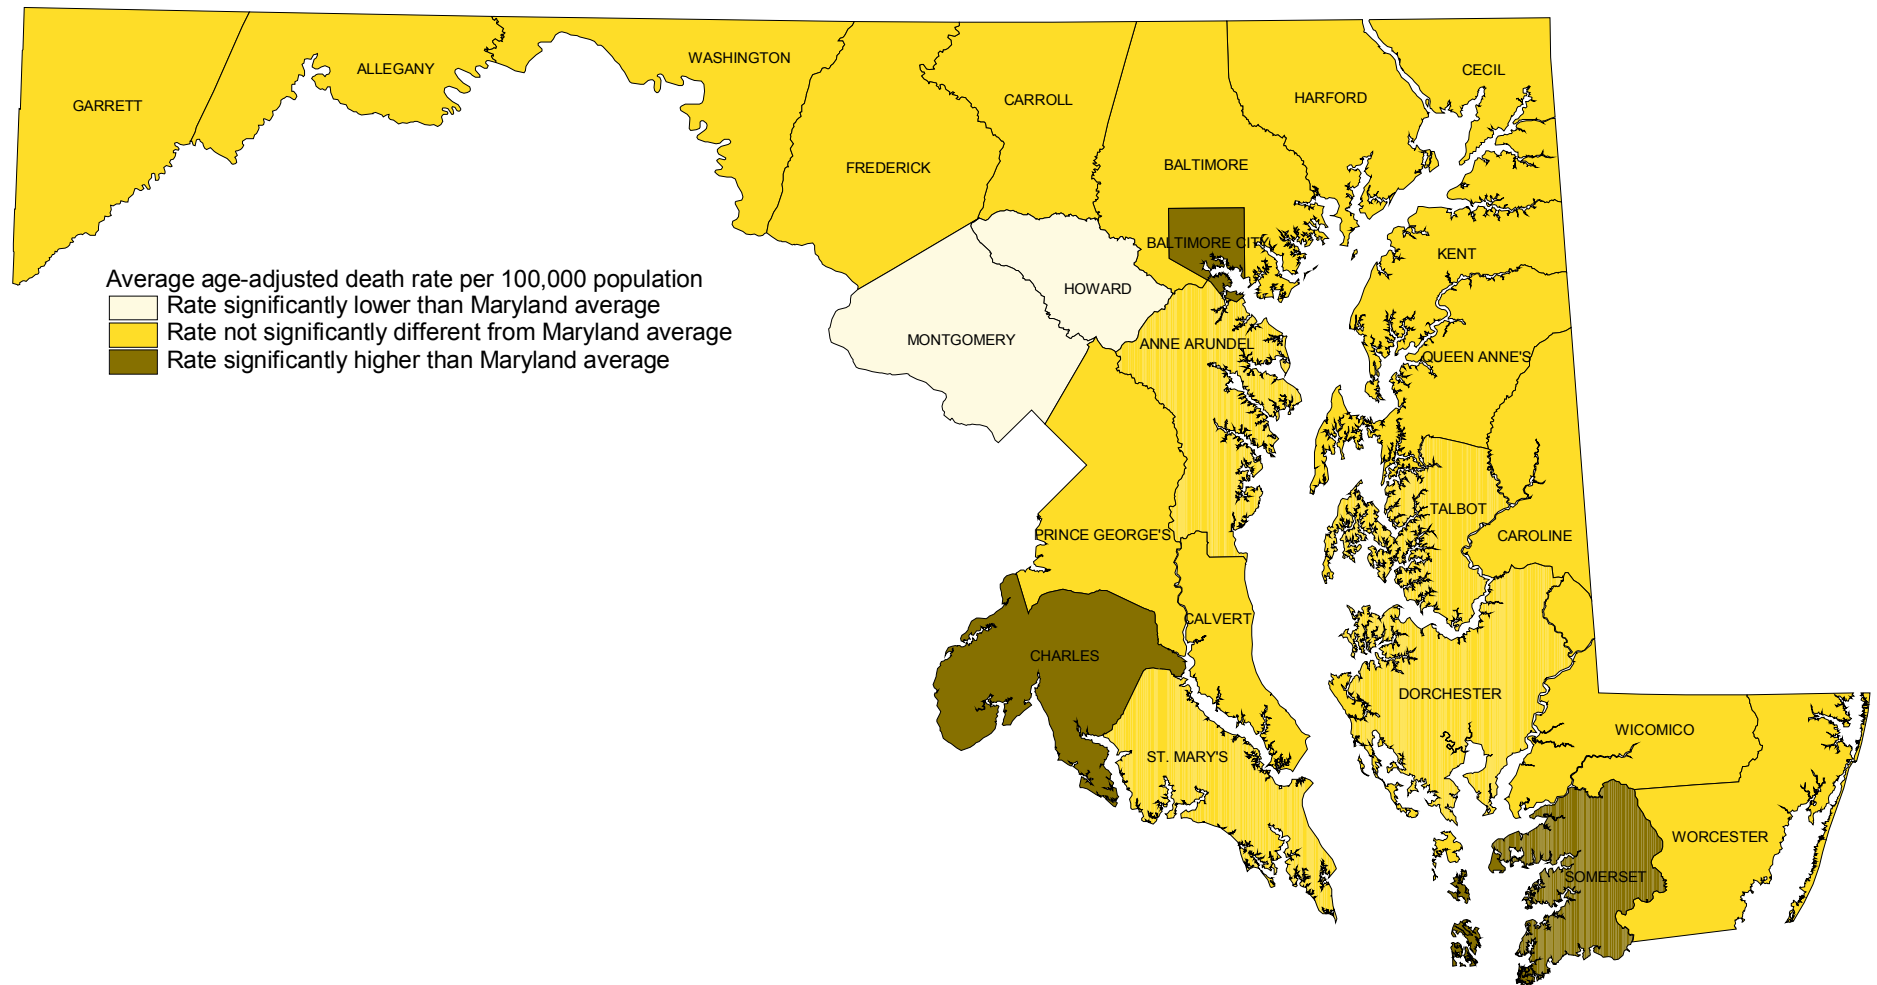 WASHINGTON
ALLEGANY
CECIL
GARRETT
CARROLL
HARFORD
FREDERICK
BALTIMORE
BALTIMORE CITY
KENT
Average age-adjusted death rate per 100,000 population
Rate significantly lower than Maryland average
Rate not significantly different from Maryland average
Rate significantly higher than Maryland average
HOWARD
MONTGOMERY
ANNE ARUNDEL
QUEEN ANNE'S
TALBOT
PRINCE GEORGE'S
CAROLINE
CALVERT
CHARLES
DORCHESTER
WICOMICO
ST. MARY'S
WORCESTER
SOMERSET